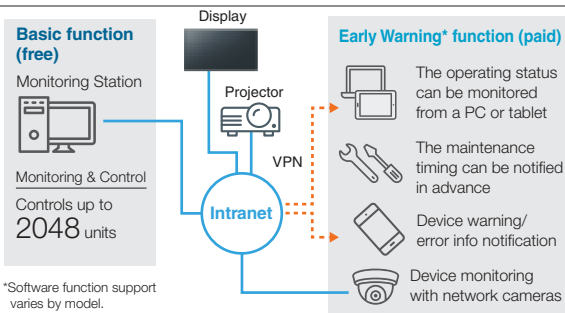 Basic function
(free)
Monitoring Station
Monitoring & Control
Controls up to
2048 units
*Software function support
varies by model.
Display
Projector
VPN
Intranet
Early Warning* function (paid)
The operating status
can be monitored
from a PC or tablet
The maintenance
timing can be notified
in advance
Device warning/
error info notification
Device monitoring
with network cameras